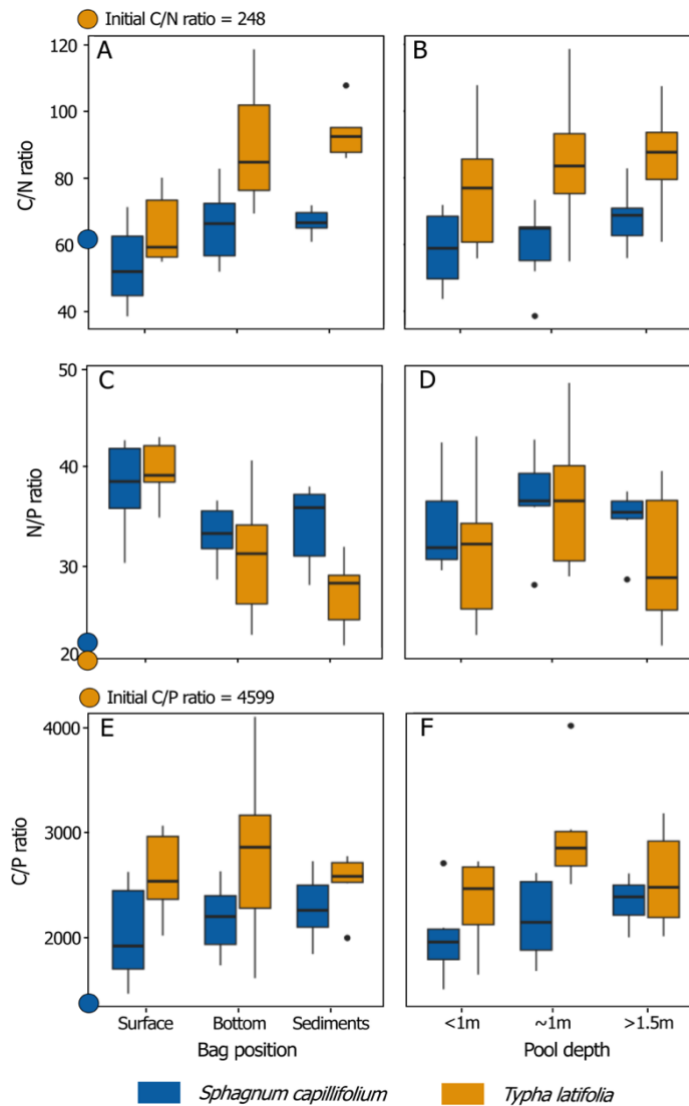 Initial C/N ratio = 248
A
B
C/N ratio
120
100
80
60
40
C
D
N/P ratio
50
40
30
20
Initial C/P ratio = 4599
E
F
C/P ratio
4000
3000
2000
Surface Bottom Sediments
<1m ~1m >1.5m
Bag position
Pool depth
Sphagnum capillifolium
Typha latifolia